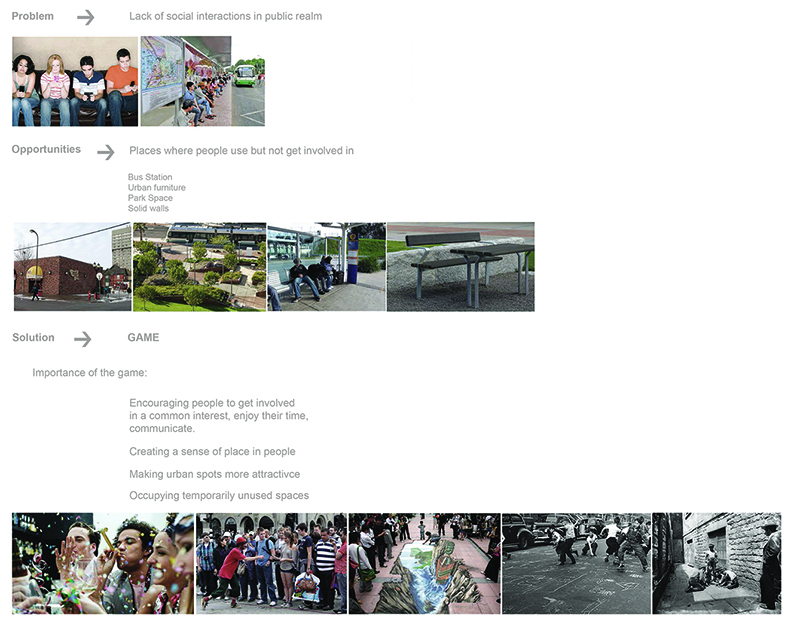 Problem
Lack of social interactions in public realm
Opportunities
Places where people use but not get involved in
Bus Station
Urban furniture
Park Space
Solid walls
Solution
GAME
Importance of the game:
Encouraging people to get involved
in a common interest, enjoy their time,
communicate.
Creating a sense of place in people
Making urban spots more attractivce
Occupying temporarily unused spaces